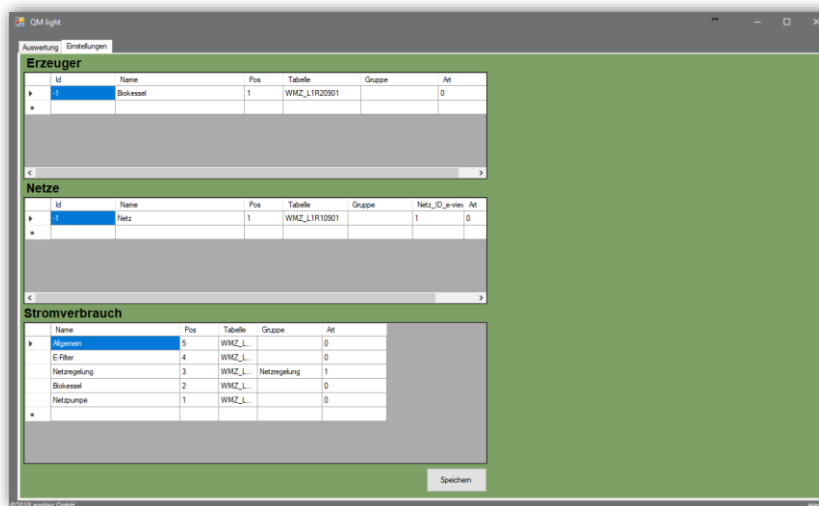 QM light
Auswertung Einstellungen
Erzeuger
Id Name Pos Tabelle Gruppe Art
-1 Biokessel 1 WMZ_L1R20901 0
Netze
Id Name Pos Tabelle Gruppe Netz_ID_e-view Art
-1 Netz 1 WMZ_L1R10901 1 0
Stromverbrauch
Name Pos Tabelle Gruppe Art
Allgemein 5 WMZ_L... 0
E-Filter 4 WMZ_L... 0
Netzregelung 3 WMZ_L... Netzregelung 1
Biokessel 2 WMZ_L... 0
Netzpumpe 1 WMZ_L... 0
Speichern